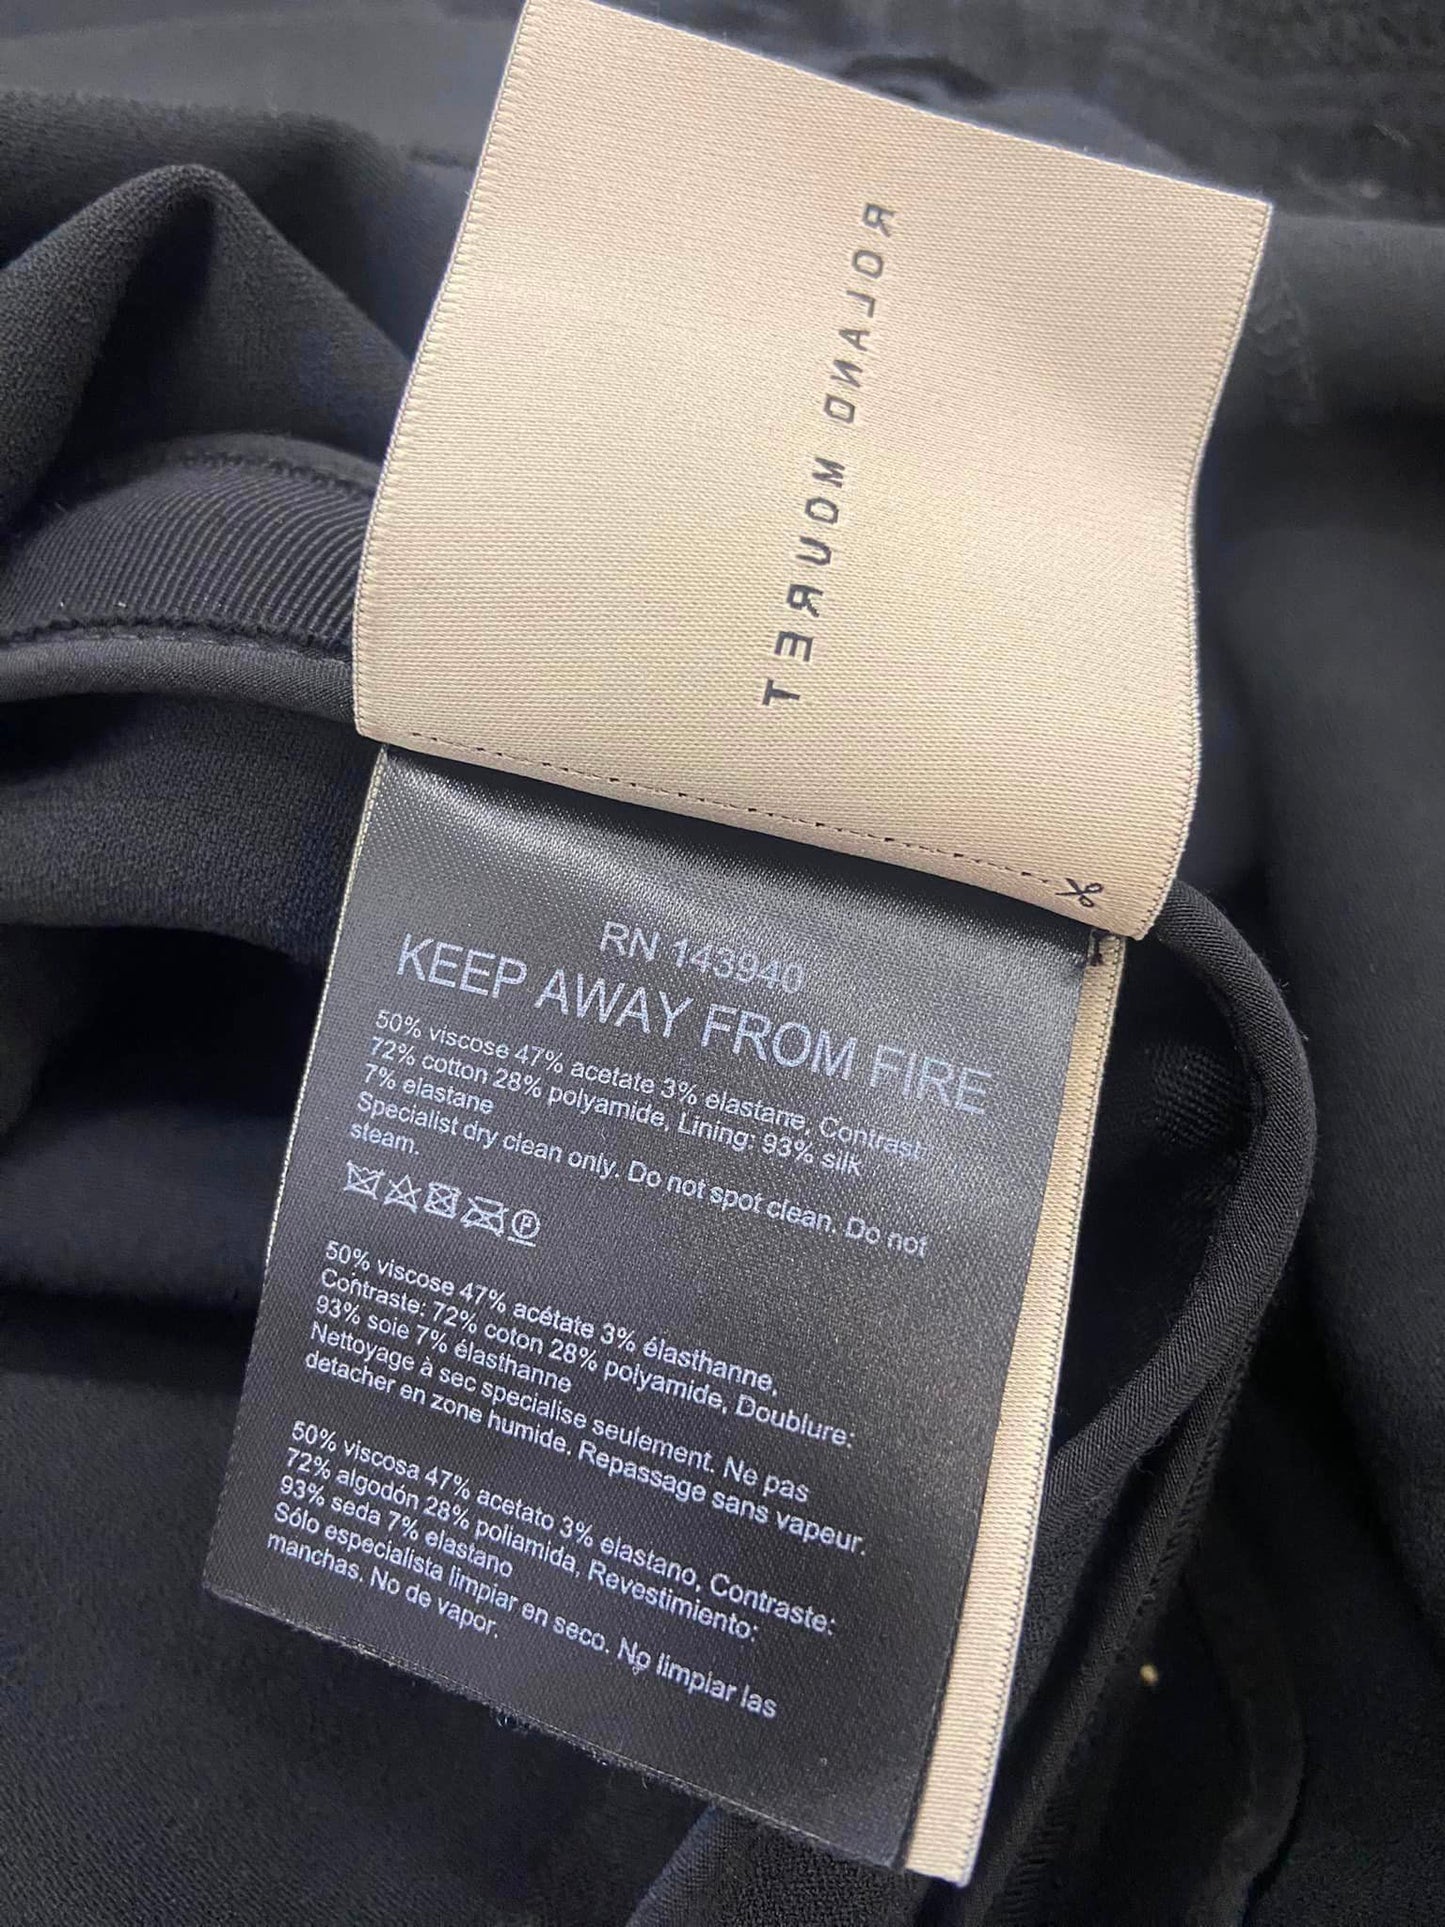 ROLAND MOURET
RN 143940
KEEP AWAY FROM FIRE
50% viscose 47% acetate 3% elastane, Contrast:
72% cotton 28% polyamide, Lining: 93% silk
7% elastane
Specialist dry clean only. Do not spot clean. Do not
steam.
P
50% viscose 47% acétate 3% élasthanne,
Contraste: 72% coton 28% polyamide, Doublure:
93% soie 7% élasthanne
Nettoyage à sec specialise seulement. Ne pas
detacher en zone humide. Repassage sans vapeur.
50% viscosa 47% acetato 3% elastano, Contraste:
72% algodón 28% poliamida, Revestimiento:
93% seda 7% elastano
Sólo especialista limpiar en seco. No limpiar las
manchas. No de vapor.